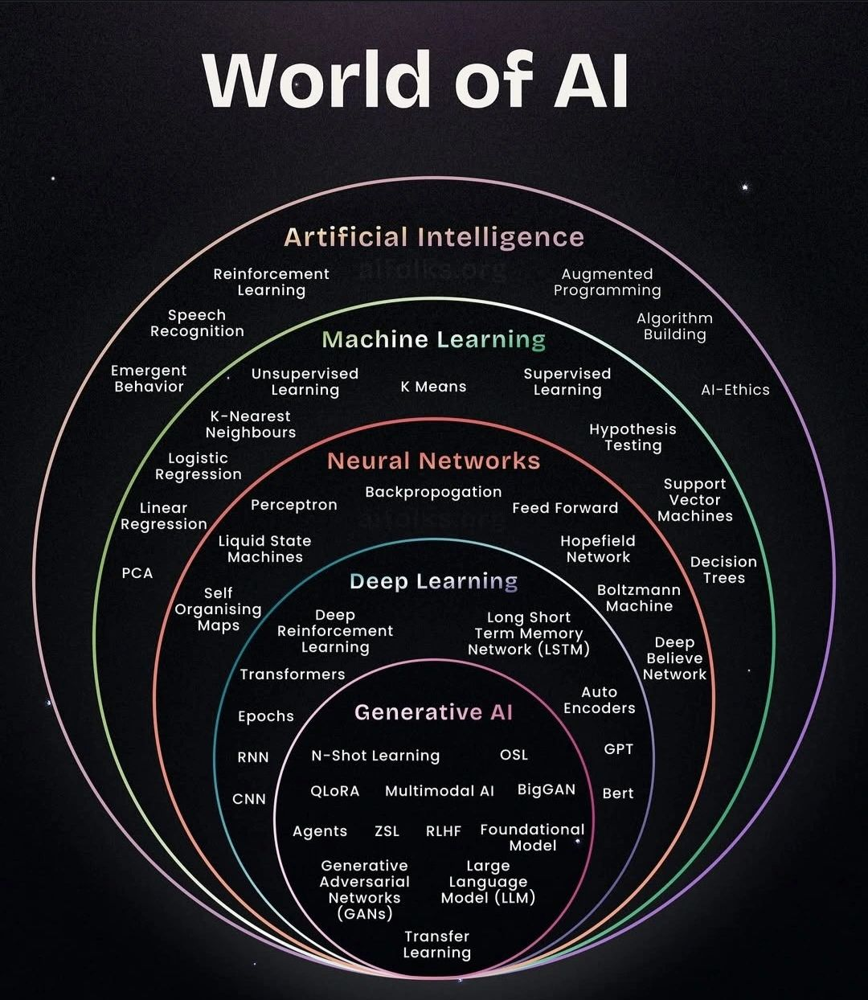 World of AI
Artificial Intelligence
aifolks.org
Reinforcement
Learning
Augmented
Programming
Speech
Recognition
Algorithm
Building
Emergent
Behavior
AI-Ethics
Machine Learning
Unsupervised
Learning
K Means
Supervised
Learning
K-Nearest
Neighbours
Hypothesis
Testing
Logistic
Regression
Support
Vector
Machines
Linear
Regression
PCA
Decision
Trees
Neural Networks
Backpropogation
Perceptron
Feed Forward
aifolks.org
Liquid State
Machines
Hopefield
Network
Self
Organising
Maps
Boltzmann
Machine
Deep
Believe
Network
Deep Learning
Deep
Reinforcement
Learning
Long Short
Term Memory
Network (LSTM)
Transformers
Auto
Encoders
Epochs
RNN
GPT
CNN
Bert
Generative AI
N-Shot Learning
OSL
QLoRA
Multimodal AI
BigGAN
Agents
ZSL
RLHF
Foundational
Model
Generative
Adversarial
Networks
(GANs)
Large
Language
Model (LLM)
Transfer
Learning